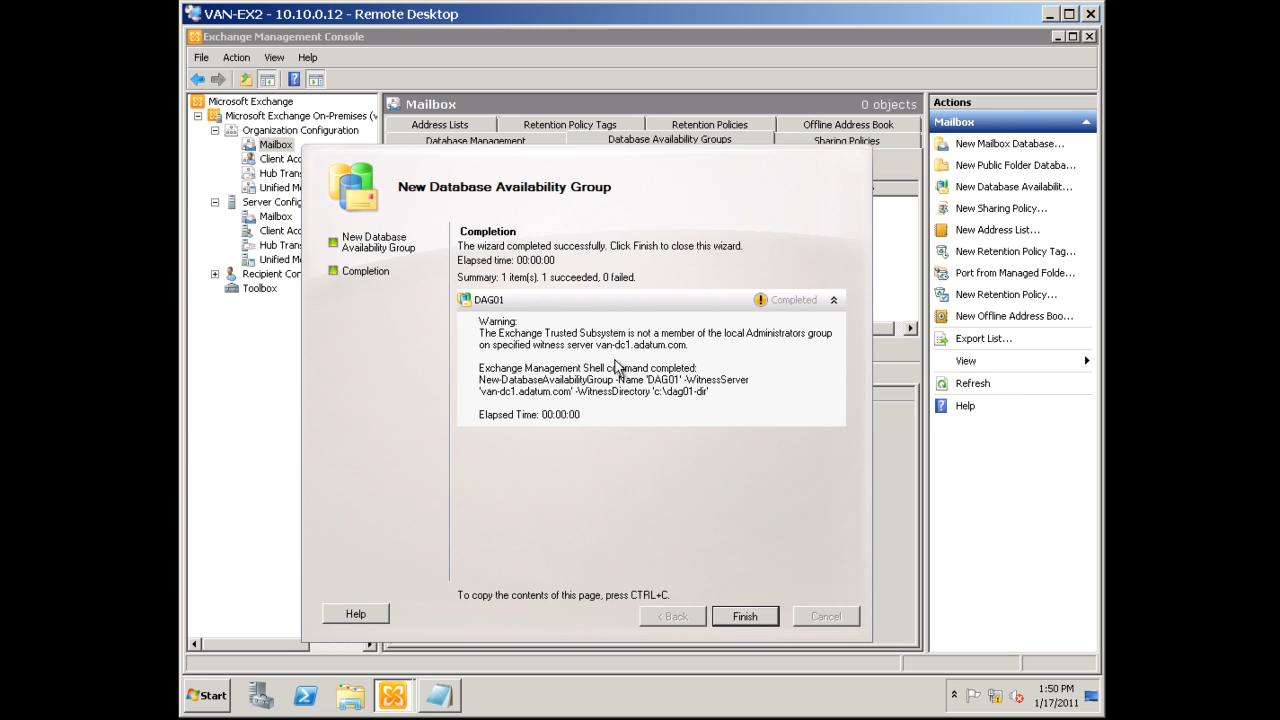 VAN-EX2 - 10.10.0.12 - Remote Desktop
Exchange Management Console
File Action View Help
Microsoft Exchange
Microsoft Exchange On-Premises (v
Organization Configuration
Mailbox
Client Acc
Hub Trans
Unified M
Server Config
Mailbox
Client Acc
Hub Trans
Unified M
Recipient Con
Toolbox
Mailbox 0 objects
Address Lists Retention Policy Tags Retention Policies Offline Address Book
Database Management Database Availability Groups Sharing Policies
New Database Availability Group
New Database
Availability Group
Completion
Completion
The wizard completed successfully. Click Finish to close this wizard.
Elapsed time: 00:00:00
Summary: 1 item(s). 1 succeeded, 0 failed.
DAG01 Completed
Warning:
The Exchange Trusted Subsystem is not a member of the local Administrators group
on specified witness server van-dc1.adatum.com.
Exchange Management Shell command completed:
New-DatabaseAvailabilityGroup -Name 'DAG01' -WitnessServer
'van-dc1.adatum.com' -WitnessDirectory 'c:\dag01-dir'
Elapsed Time: 00:00:00
To copy the contents of this page, press CTRL+C.
Help < Back Finish Cancel
Actions
Mailbox
New Mailbox Database...
New Public Folder Databa...
New Database Availabilit...
New Sharing Policy...
New Address List...
New Retention Policy Tag...
Port from Managed Folde...
New Retention Policy...
New Offline Address Boo...
Export List...
View
Refresh
Help
Start
1:50 PM
1/17/2011